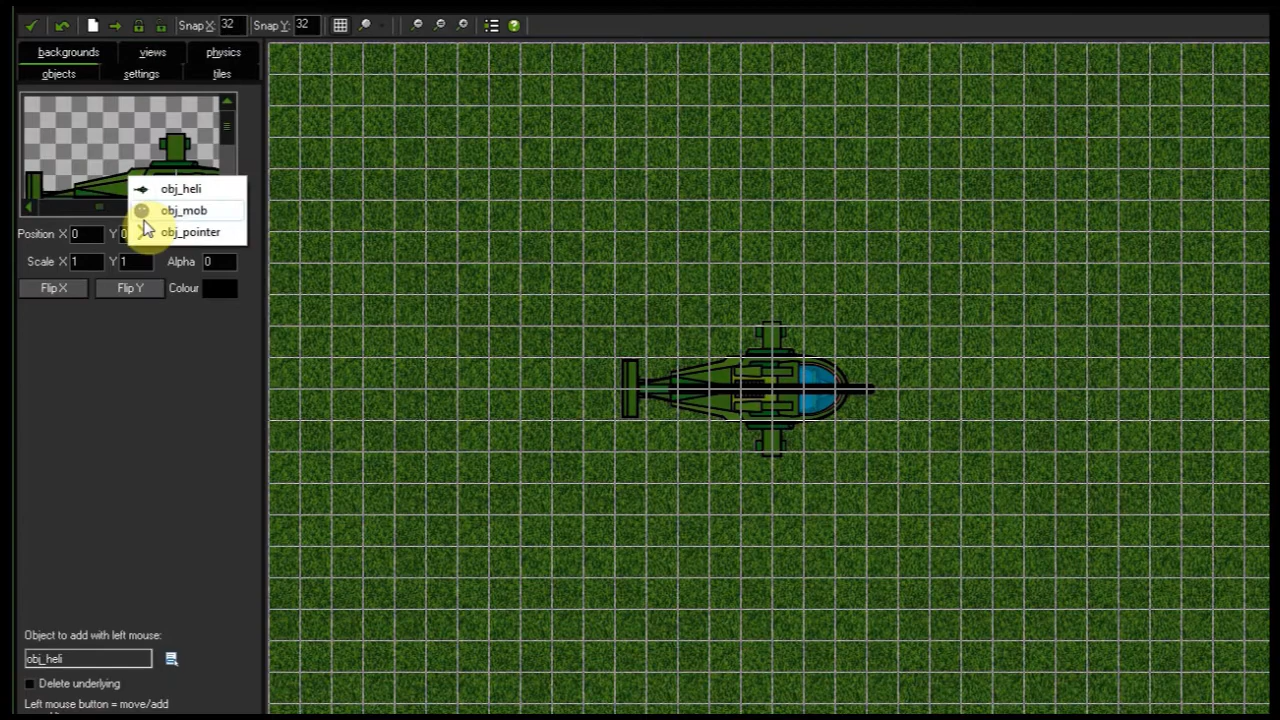 Snap X: 32 Snap Y: 32
backgrounds views physics
objects settings tiles
obj_heli
obj_mob
obj_pointer
Position X 0 Y 0
Scale X 1 Y 1 Alpha 0
Flip X Flip Y Colour
Object to add with left mouse:
obj_heli
Delete underlying
Left mouse button = move/add